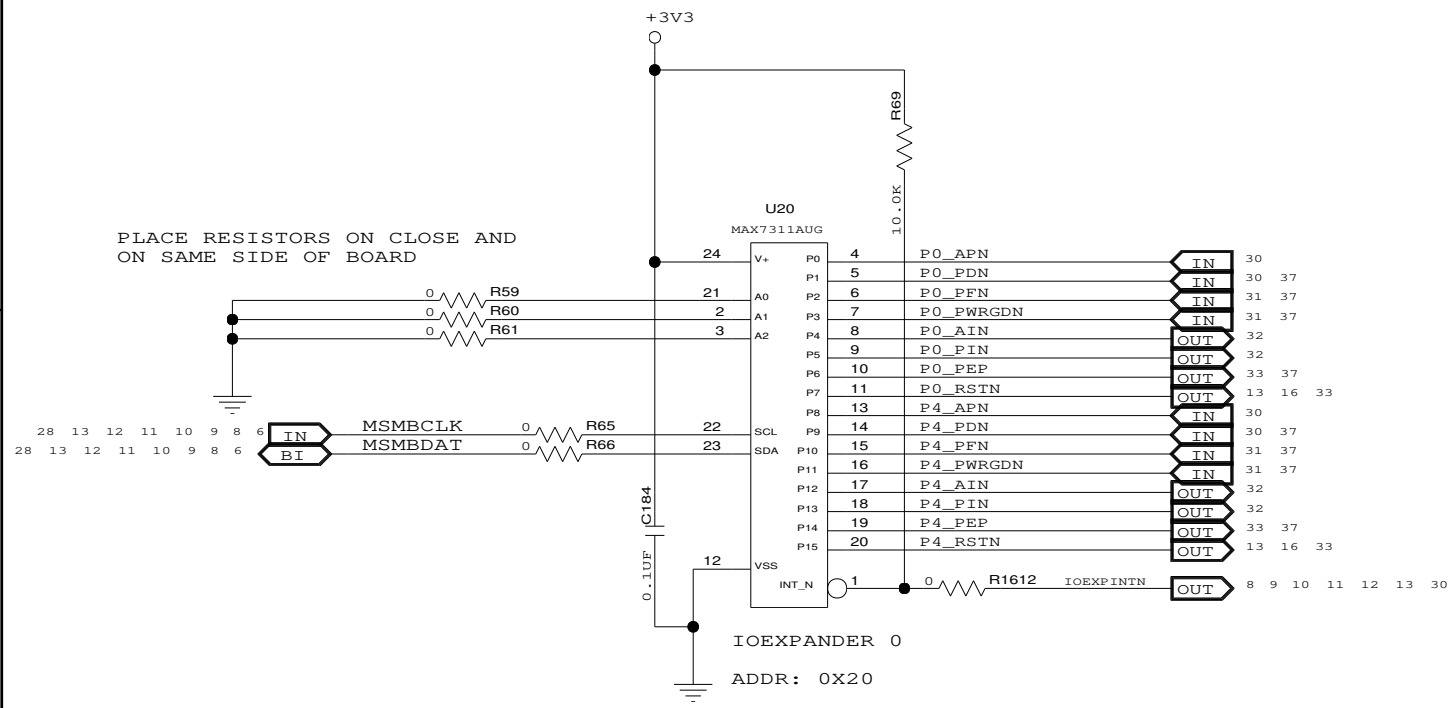 +3V3
R69
10.0K
U20
MAX7311AUG
PLACE RESISTORS ON CLOSE AND
ON SAME SIDE OF BOARD
24 V+ P0 4 P0_APN IN 30
P1 5 P0_PDN IN 30 37
0 R59 21 A0 P2 6 P0_PFN IN 31 37
0 R60 2 A1 P3 7 P0_PWRGDN IN 31 37
0 R61 3 A2 P4 8 P0_AIN OUT 32
P5 9 P0_PIN OUT 32
P6 10 P0_PEP OUT 33 37
P7 11 P0_RSTN OUT 13 16 33
P8 13 P4_APN IN 30
28 13 12 11 10 9 8 6 IN MSMBCLK 0 R65 22 SCL P9 14 P4_PDN IN 30 37
28 13 12 11 10 9 8 6 BI MSMBDAT 0 R66 23 SDA P10 15 P4_PFN IN 31 37
P11 16 P4_PWRGDN IN 31 37
P12 17 P4_AIN OUT 32
P13 18 P4_PIN OUT 32
P14 19 P4_PEP OUT 33 37
P15 20 P4_RSTN OUT 13 16 33
C184
0.1UF
12 VSS
INT_N 1 0 R1612 IOEXPINTN OUT 8 9 10 11 12 13 30
IOEXPANDER 0
ADDR: 0X20